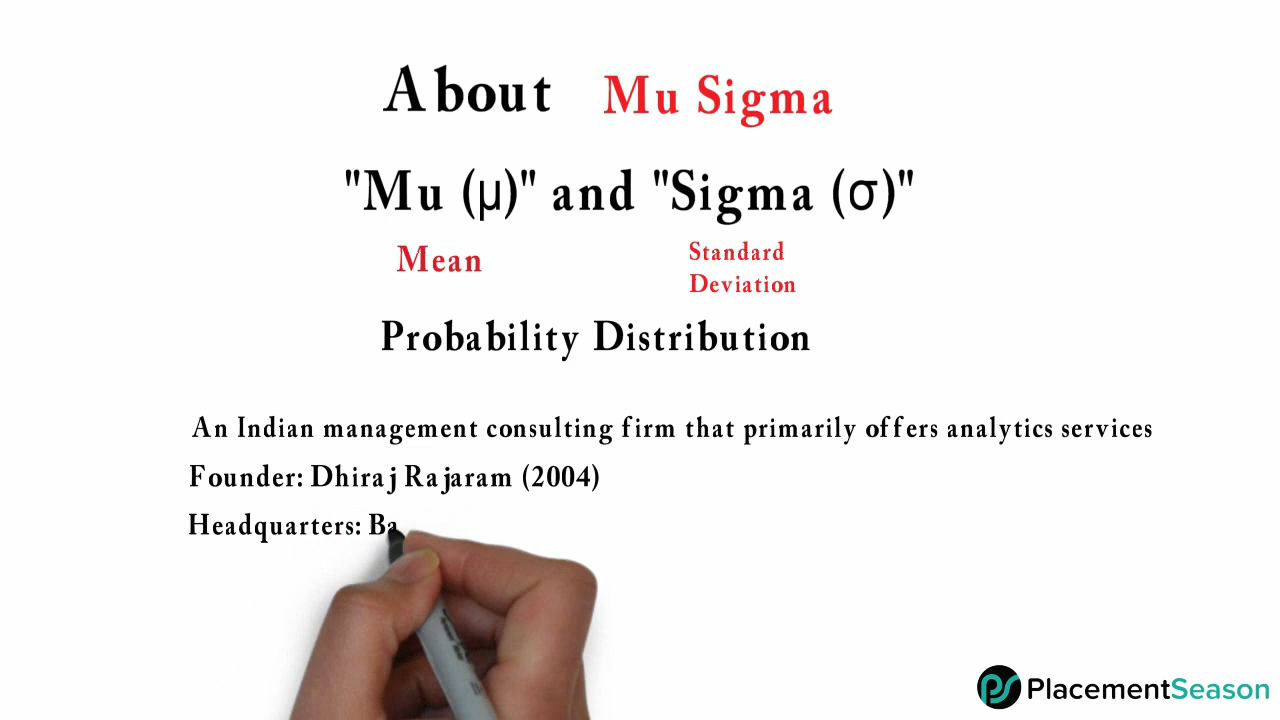 About Mu Sigma
"Mu (μ)" and "Sigma (σ)"
Mean
Standard
Deviation
Probability Distribution
An Indian management consulting firm that primarily offers analytics services
Founder: Dhiraj Rajaram (2004)
Headquarters: Ba
PlacementSeason